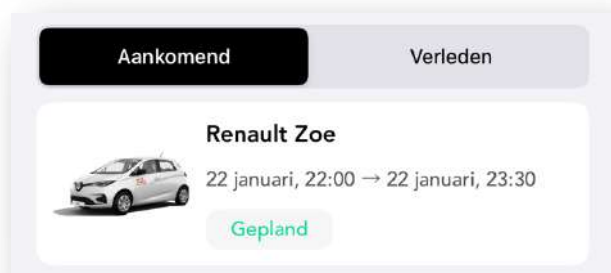 Aankomend
Verleden
Renault Zoe
22 januari, 22:00 → 22 januari, 23:30
Gepland